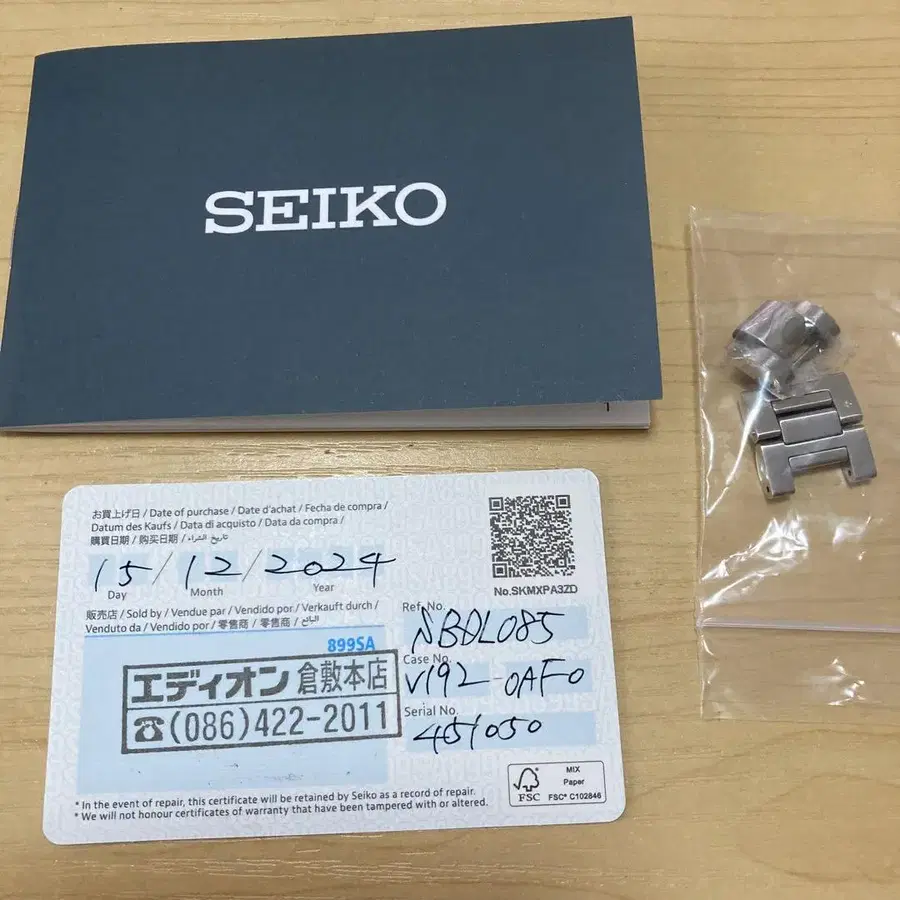 SEIKO
1
お買上げ日 / Date of purchase / Date d'achat / Fecha de compra /
Datum des Kaufs / Data di acquisto / Data da compra /
購買日期 / 购买日期 / تاريخ الشراء
15 / 12 / 2024
Day Month Year
No.SKMXPA3ZD
販売店 / Sold by / Vendue par / Vendido por / Verkauft durch /
Venduto da / Vendido por / 零售商 / 零售商 / البائع
899SA
エディオン 倉敷本店
☎(086)422-2011
Ref. No.
SBDL085
Case No.
V192-0AF0
Serial No.
451050
MIX
Paper
FSC
FSC® C102846
* In the event of repair, this certificate will be retained by Seiko as a record of repair.
* We will not honour certificates of warranty that have been tampered with or altered.